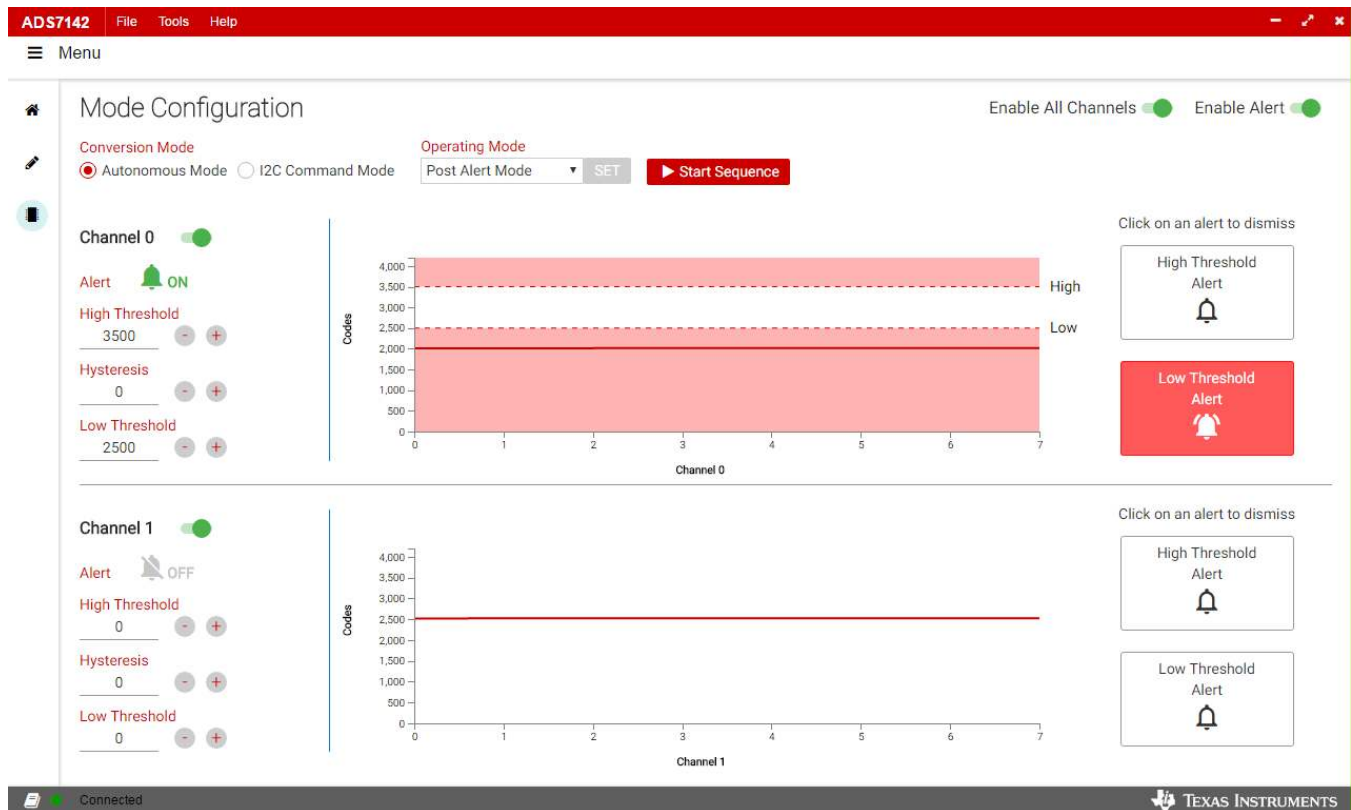 ADS7142 File Tools Help
Menu
Mode Configuration
Enable All Channels Enable Alert
Conversion Mode
Autonomous Mode I2C Command Mode
Operating Mode
Post Alert Mode SET Start Sequence
Channel 0
Alert ON
High Threshold
3500 - +
Hysteresis
0 - +
Low Threshold
2500 - +
Codes
4,000
3,500
3,000
2,500
2,000
1,500
1,000
500
0
0 1 2 3 4 5 6 7
Channel 0
High
Low
Click on an alert to dismiss
High Threshold
Alert
Low Threshold
Alert
Channel 1
Alert OFF
High Threshold
0 - +
Hysteresis
0 - +
Low Threshold
0 - +
Codes
4,000
3,500
3,000
2,500
2,000
1,500
1,000
500
0
0 1 2 3 4 5 6 7
Channel 1
Click on an alert to dismiss
High Threshold
Alert
Low Threshold
Alert
Connected
TEXAS INSTRUMENTS